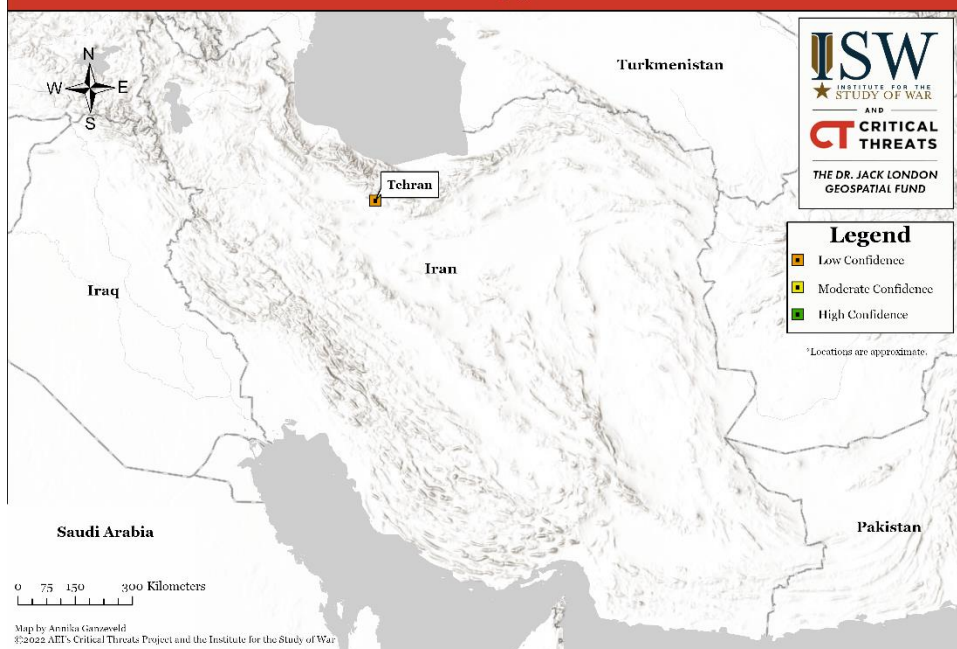 N
W
E
S
Turkmenistan
ISW
INSTITUTE FOR THE
STUDY OF WAR
AND
CT CRITICAL
THREATS
THE DR. JACK LONDON
GEOSPATIAL FUND
Tehran
Legend
Low Confidence
Moderate Confidence
High Confidence
*Locations are approximate.
Iran
Iraq
Saudi Arabia
Pakistan
0 75 150 300 Kilometers
Map by Annika Ganzeveld
©2022 AEI's Critical Threats Project and the Institute for the Study of War